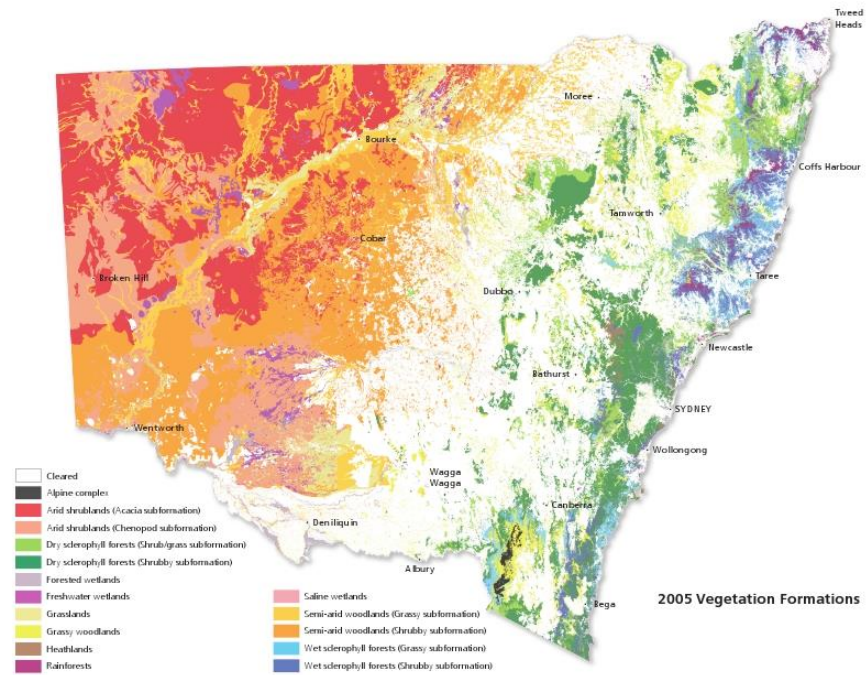 Tweed
Heads
Moree
Bourke
Coffs Harbour
Tamworth
Cobar
Broken Hill
Taree
Dubbo
Newcastle
Bathurst
SYDNEY
Wentworth
Wollongong
Wagga
Wagga
Canberra
Deniliquin
Albury
Bega
2005 Vegetation Formations
Cleared
Alpine complex
Arid shrublands (Acacia subformation)
Arid shrublands (Chenopod subformation)
Dry sclerophyll forests (Shrub/grass subformation)
Dry sclerophyll forests (Shrubby subformation)
Forested wetlands
Freshwater wetlands
Grasslands
Grassy woodlands
Heathlands
Rainforests
Saline wetlands
Semi-arid woodlands (Grassy subformation)
Semi-arid woodlands (Shrubby subformation)
Wet sclerophyll forests (Grassy subformation)
Wet sclerophyll forests (Shrubby subformation)